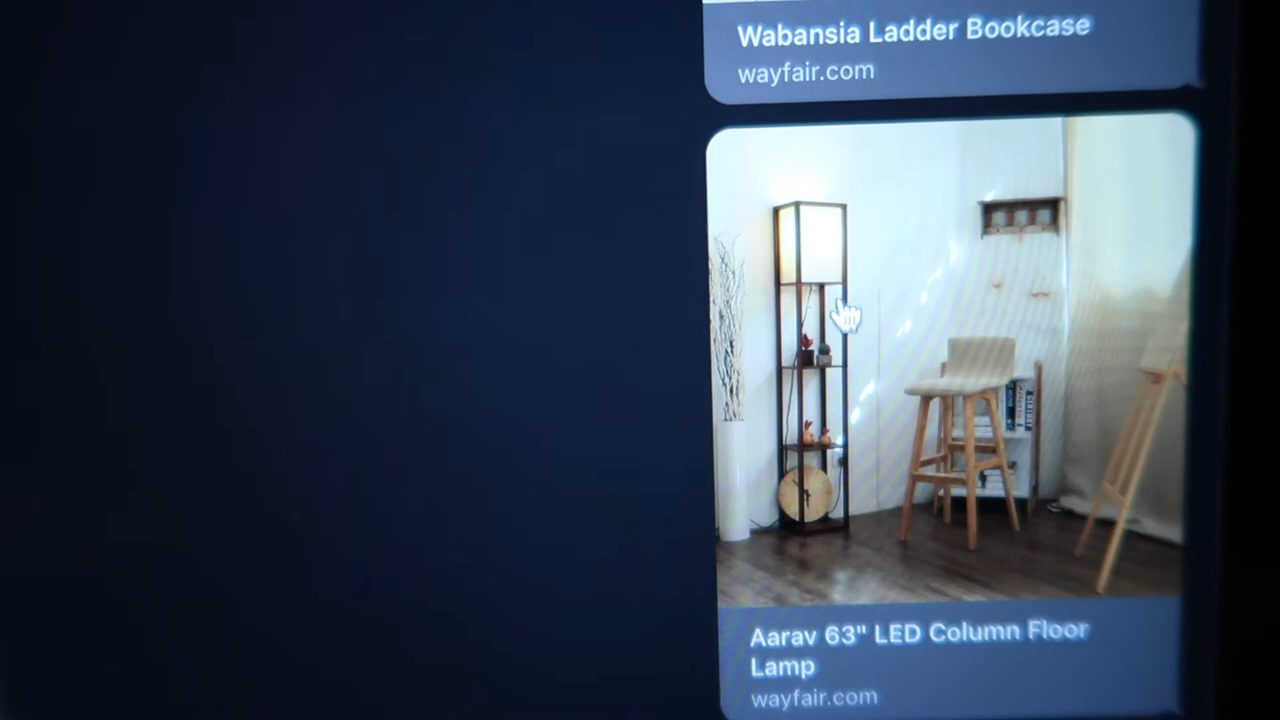 Wabansia Ladder Bookcase
wayfair.com
Aarav 63" LED Column Floor
Lamp
wayfair.com